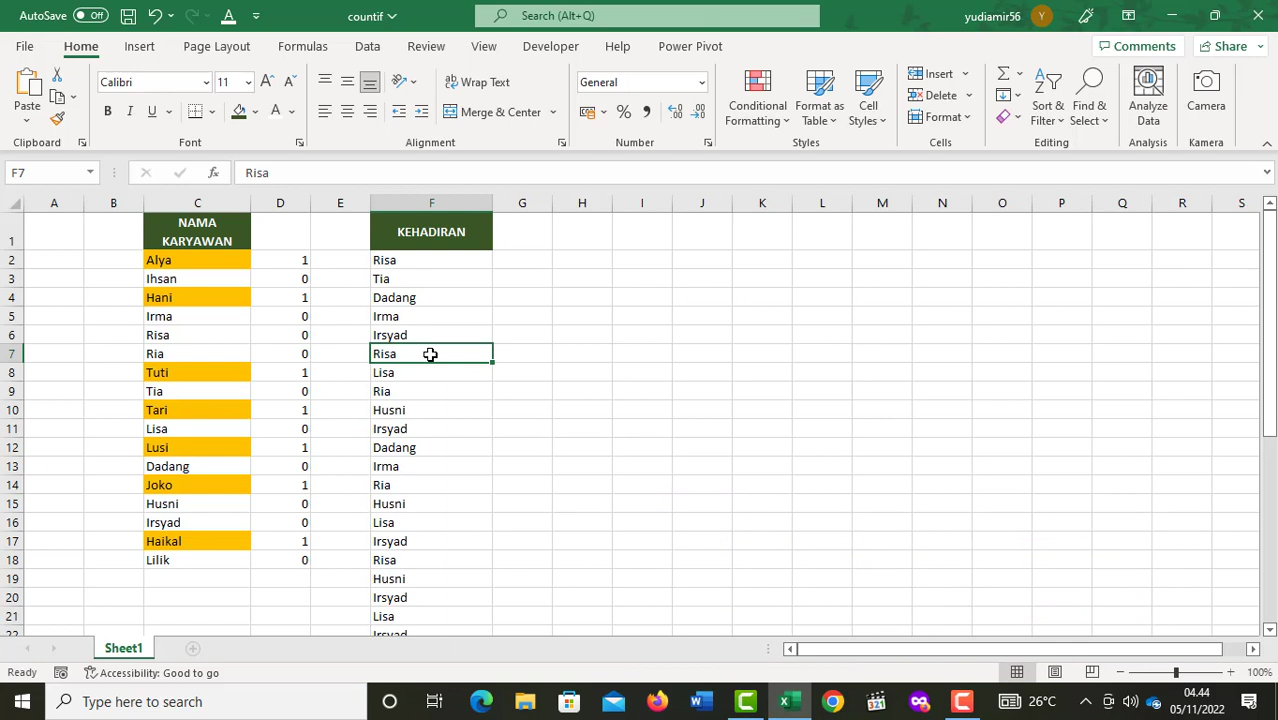 AutoSave Off countif Search (Alt+Q) yudiamir56 Y
File Home Insert Page Layout Formulas Data Review View Developer Help Power Pivot Comments Share
Paste Calibri 11 A A Wrap Text General Conditional Formatting Format as Table Cell Styles Insert Delete Format Sort & Filter Find & Select Analyze Data Camera
B I U A Merge & Center % ,
Clipboard Font Alignment Number Styles Cells Editing Analysis Kamera
F7 fx Risa
A B C D E F G H I J K L M N O P Q R S
1 NAMA KARYAWAN KEHADIRAN
2 Alya 1 Risa
3 Ihsan 0 Tia
4 Hani 1 Dadang
5 Irma 0 Irma
6 Risa 0 Irsyad
7 Ria 0 Risa
8 Tuti 1 Lisa
9 Tia 0 Ria
10 Tari 1 Husni
11 Lisa 0 Irsyad
12 Lusi 1 Dadang
13 Dadang 0 Irma
14 Joko 1 Ria
15 Husni 0 Husni
16 Irsyad 0 Lisa
17 Haikal 1 Irsyad
18 Lilik 0 Risa
19 Husni
20 Irsyad
21 Lisa
22 Irsyad
Sheet1
Ready Accessibility: Good to go 100%
Type here to search 26°C 04.44
05/11/2022